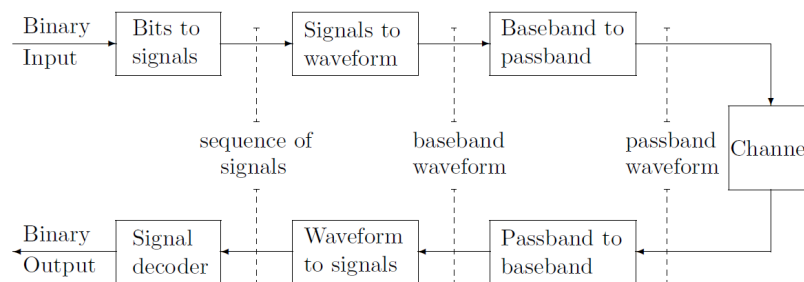 Binary
Input
Bits to
signals
Signals to
waveform
Baseband to
passband
sequence of
signals
baseband
waveform
passband
waveform
Channe
Binary
Output
Signal
decoder
Waveform
to signals
Passband to
baseband